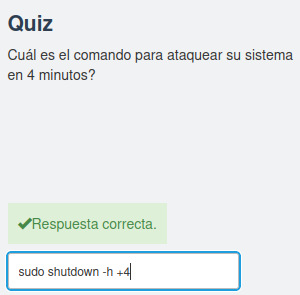 Quiz
Cuál es el comando para ataquear su sistema
en 4 minutos?
Respuesta correcta.
sudo shutdown -h +4